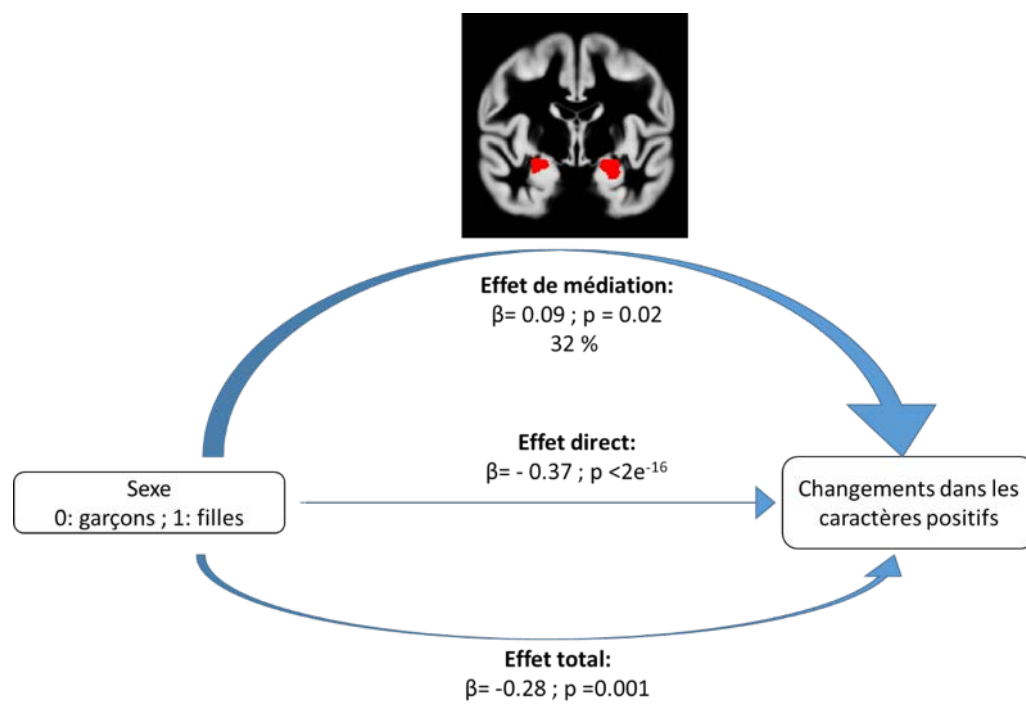 Effet de médiation:
β= 0.09 ; p = 0.02
32 %
Effet direct:
β= - 0.37 ; p <2e⁻¹⁶
Sexe
0: garçons ; 1: filles
Changements dans les
caractères positifs
Effet total:
β= -0.28 ; p =0.001